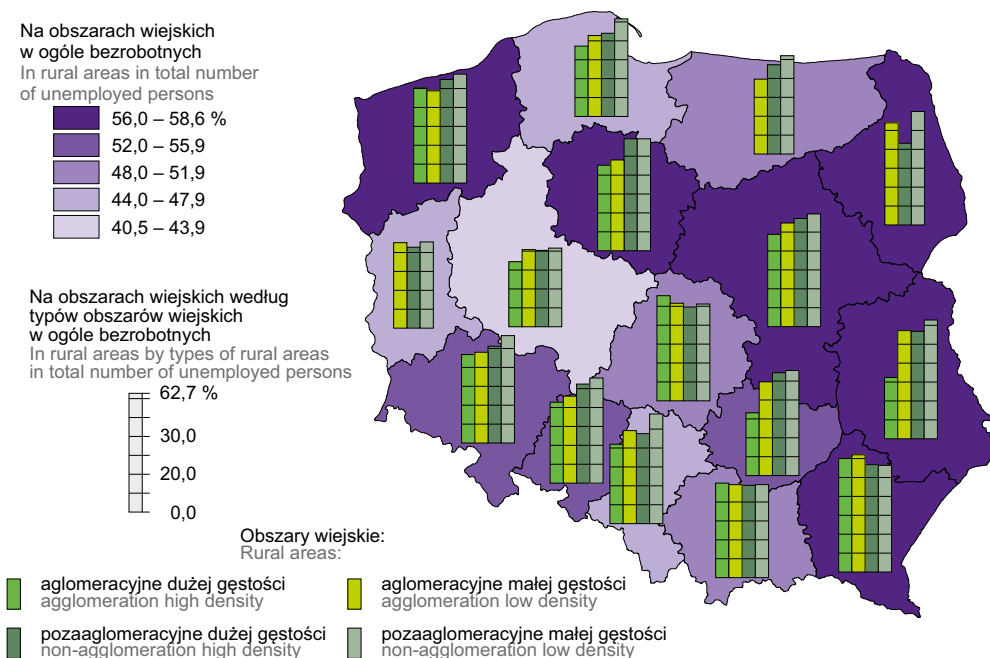 Na obszarach wiejskich
w ogóle bezrobotnych
In rural areas in total number
of unemployed persons
56,0 – 58,6 %
52,0 – 55,9
48,0 – 51,9
44,0 – 47,9
40,5 – 43,9
Na obszarach wiejskich według
typów obszarów wiejskich
w ogóle bezrobotnych
In rural areas by types of rural areas
in total number of unemployed persons
62,7 %
30,0
20,0
0,0
Obszary wiejskie:
Rural areas:
aglomeracyjne dużej gęstości
agglomeration high density
aglomeracyjne małej gęstości
agglomeration low density
pozaaglomeracyjne dużej gęstości
non-agglomeration high density
pozaaglomeracyjne małej gęstości
non-agglomeration low density